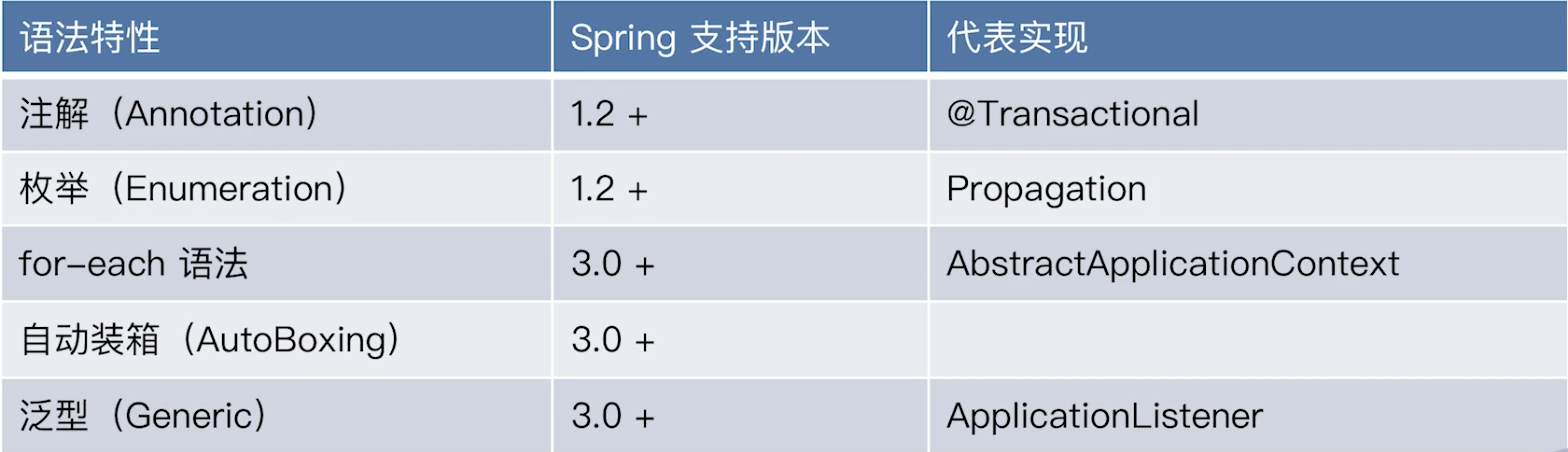 语法特性 Spring 支持版本 代表实现
注解（Annotation） 1.2 + @Transactional
枚举（Enumeration） 1.2 + Propagation
for-each 语法 3.0 + AbstractApplicationContext
自动装箱（AutoBoxing） 3.0 +
泛型（Generic） 3.0 + ApplicationListener